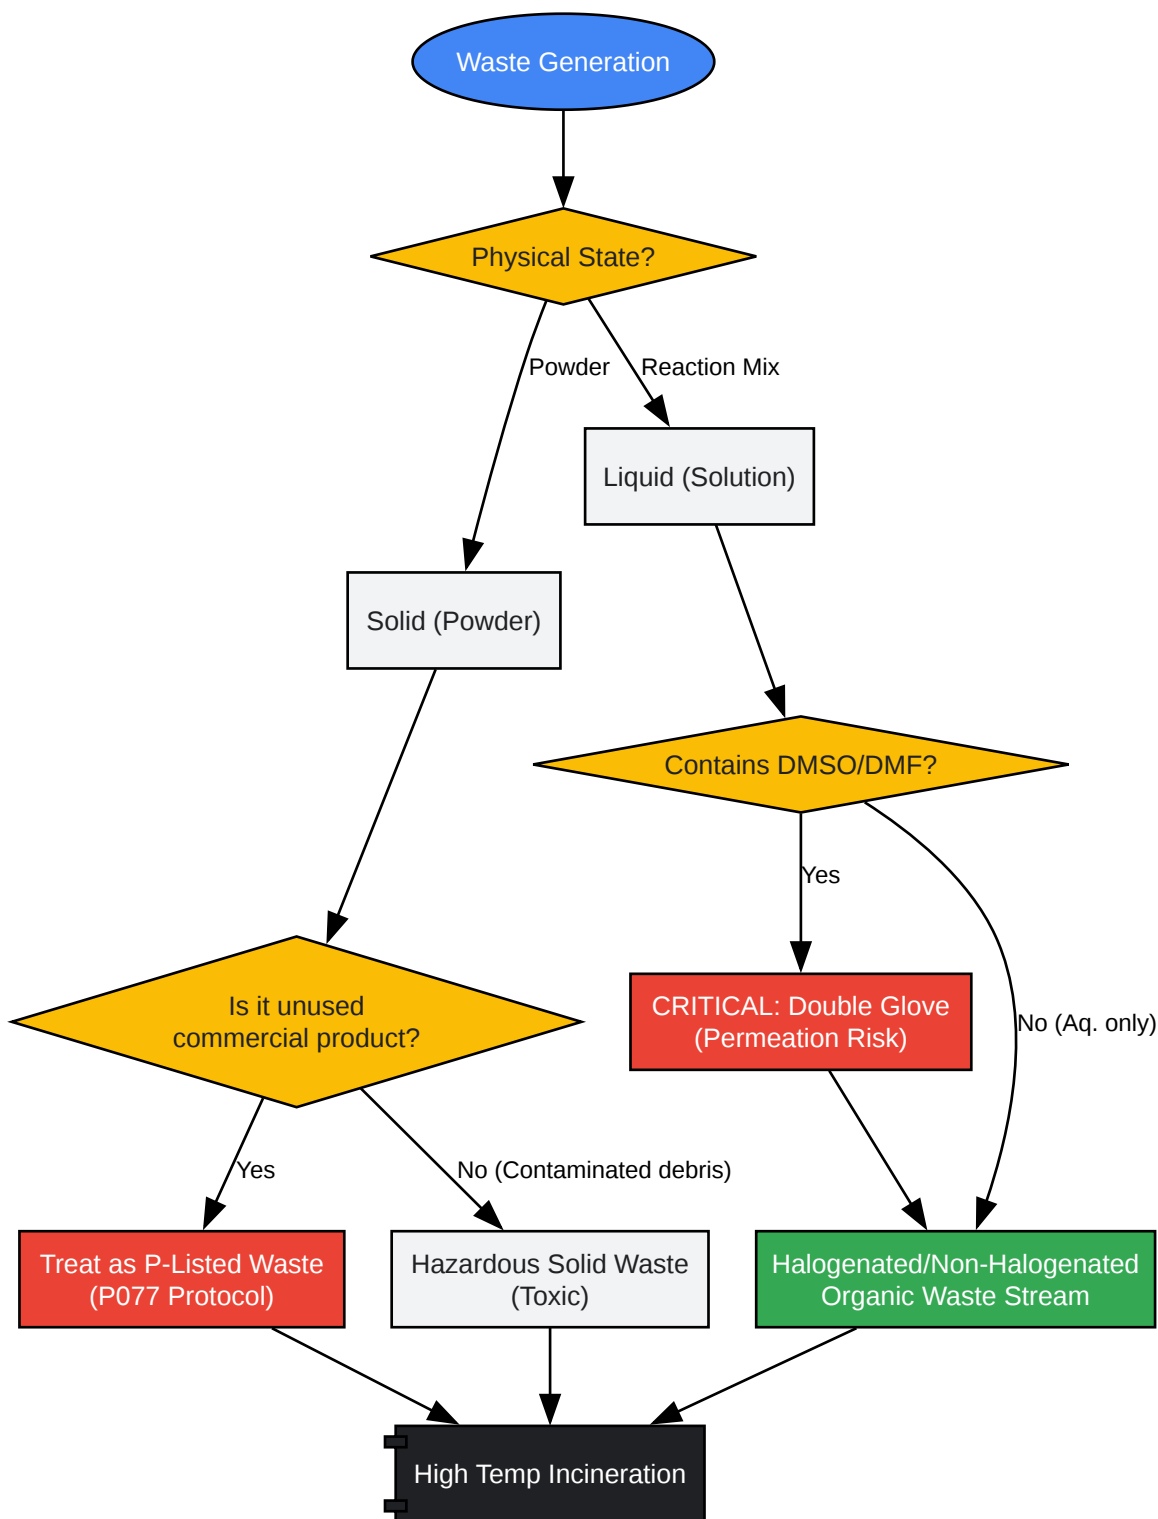 Waste Generation
Physical State?
Powder
Reaction Mix
Liquid (Solution)
Solid (Powder)
Contains DMSO/DMF?
Yes
Is it unused
commercial product?
CRITICAL: Double Glove
(Permeation Risk)
No (Aq. only)
Yes
No (Contaminated debris)
Treat as P-Listed Waste
(P077 Protocol)
Hazardous Solid Waste
(Toxic)
Halogenated/Non-Halogenated
Organic Waste Stream
High Temp Incineration